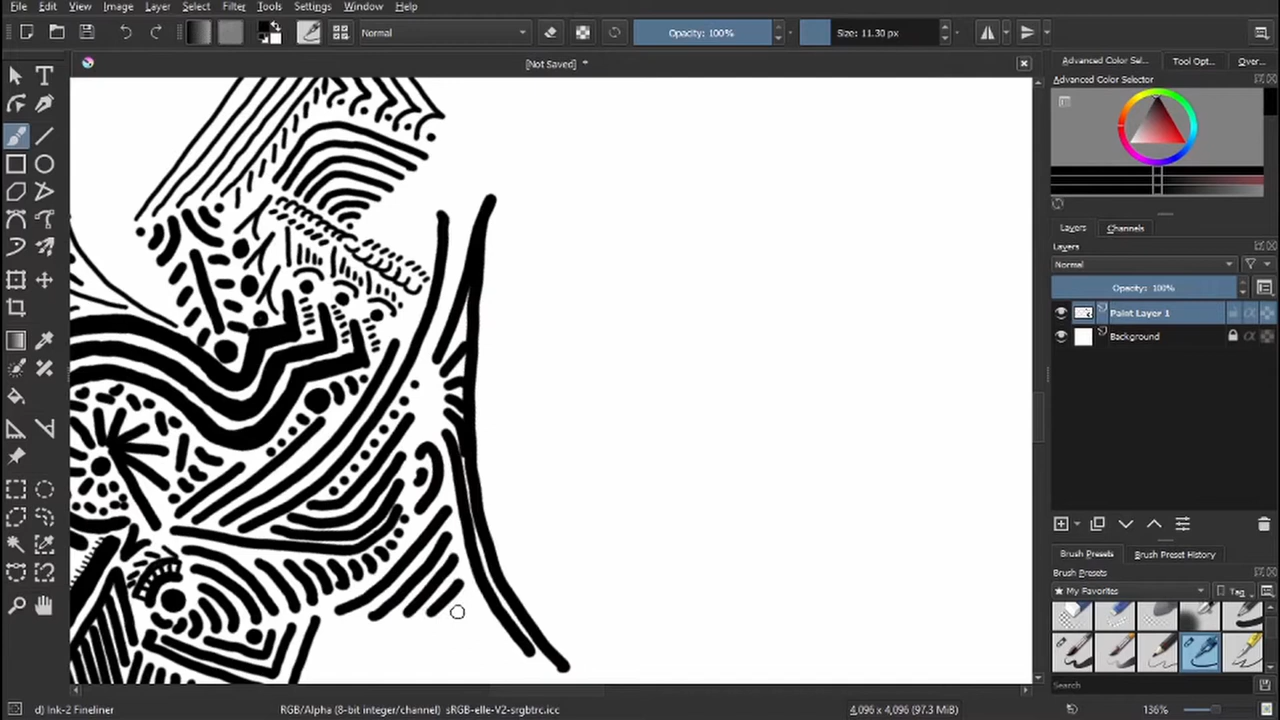 File Edit View Image Layer Select Filter Tools Settings Window Help
Normal Opacity: 100% Size: 11.30 px
[Not Saved] *
Advanced Color Sel... Tool Opt... Over...
Advanced Color Selector
Layers Channels
Layers
Normal
Opacity: 100%
Paint Layer 1
Background
Brush Presets Brush Preset History
Brush Presets
★ My Favorites Tag
Search
d) Ink-2 Fineliner RGB/Alpha (8-bit integer/channel) sRGB-elle-V2-srgbtrc.icc 4,096 x 4,096 (97.3 MiB) 136%